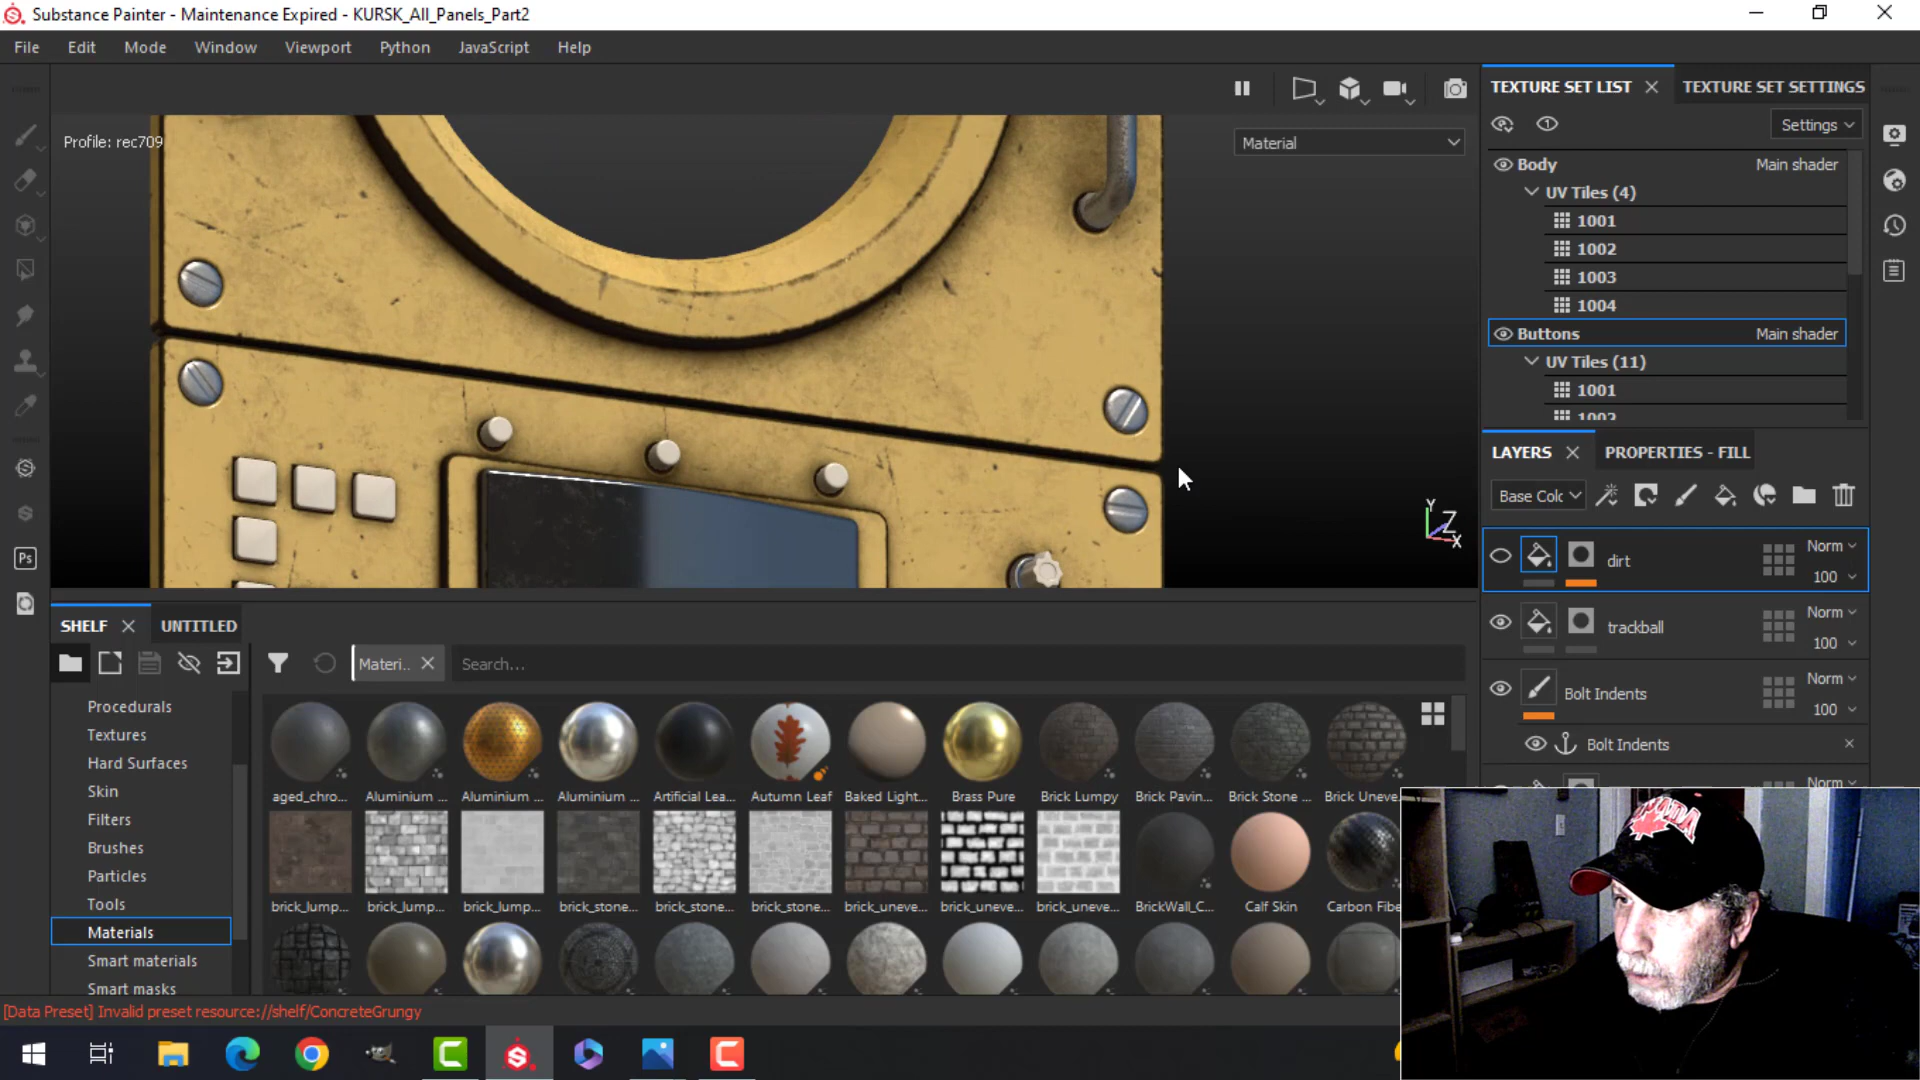 Substance Painter - Maintenance Expired - KURSK_All_Panels_Part2
File Edit Mode Window Viewport Python JavaScript Help
Profile: rec709
Material
TEXTURE SET LIST TEXTURE SET SETTINGS
Settings
Body Main shader
UV Tiles (4)
1001
1002
1003
1004
Buttons Main shader
UV Tiles (11)
1001
1002
LAYERS PROPERTIES - FILL
Base Colc
dirt Norm
100
trackball Norm
100
Bolt Indents Norm
100
Bolt Indents
Norm
Y
Z
X
SHELF UNTITLED
Materi.. Search...
Procedurals
Textures
Hard Surfaces
Skin
Filters
Brushes
Particles
Tools
Materials
Smart materials
Smart masks
aged_chro... Aluminium ... Aluminium ... Aluminium ... Artificial Lea... Autumn Leaf Baked Light... Brass Pure Brick Lumpy Brick Pavin... Brick Stone ... Brick Uneve..
brick_lump... brick_lump... brick_lump... brick_stone... brick_stone... brick_stone... brick_uneve... brick_uneve... brick_uneve... BrickWall_C... Calf Skin Carbon Fibe
[Data Preset] Invalid preset resource://shelf/ConcreteGrungy
Ps